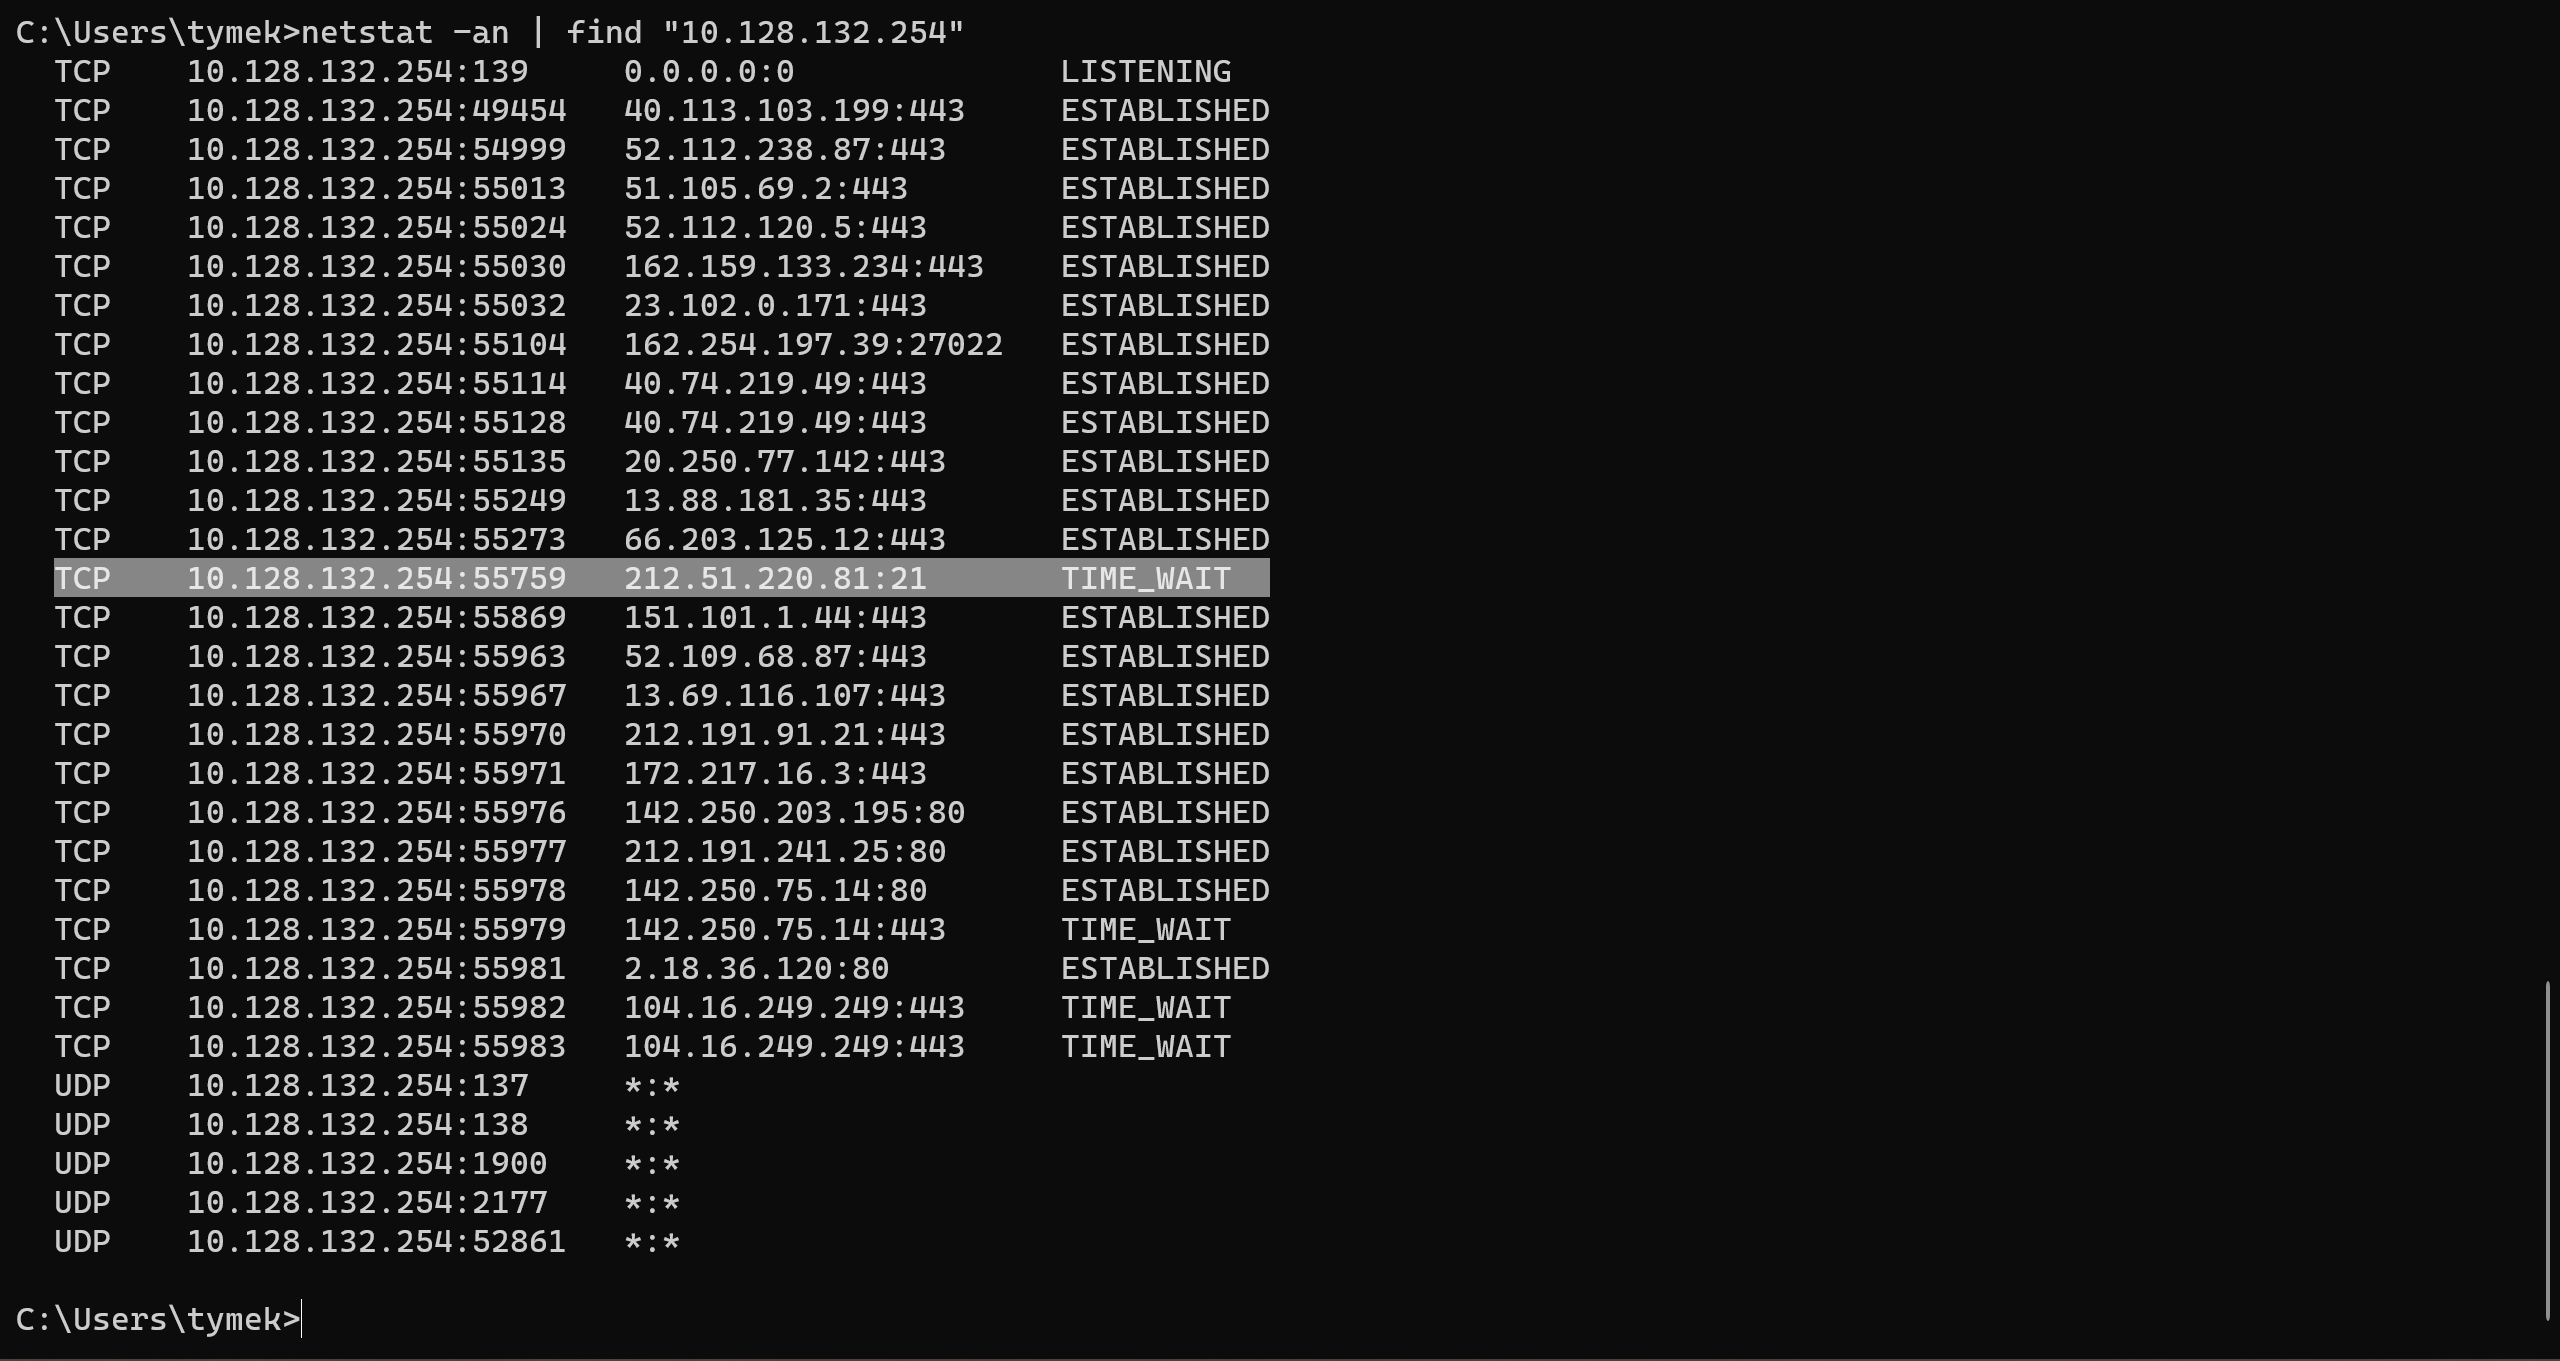 C:\Users\tymek>netstat -an | find "10.128.132.254"
TCP    10.128.132.254:139     0.0.0.0:0              LISTENING
TCP    10.128.132.254:49454   40.113.103.199:443     ESTABLISHED
TCP    10.128.132.254:54999   52.112.238.87:443      ESTABLISHED
TCP    10.128.132.254:55013   51.105.69.2:443        ESTABLISHED
TCP    10.128.132.254:55024   52.112.120.5:443       ESTABLISHED
TCP    10.128.132.254:55030   162.159.133.234:443    ESTABLISHED
TCP    10.128.132.254:55032   23.102.0.171:443       ESTABLISHED
TCP    10.128.132.254:55104   162.254.197.39:27022   ESTABLISHED
TCP    10.128.132.254:55114   40.74.219.49:443       ESTABLISHED
TCP    10.128.132.254:55128   40.74.219.49:443       ESTABLISHED
TCP    10.128.132.254:55135   20.250.77.142:443      ESTABLISHED
TCP    10.128.132.254:55249   13.88.181.35:443       ESTABLISHED
TCP    10.128.132.254:55273   66.203.125.12:443      ESTABLISHED
TCP    10.128.132.254:55759   212.51.220.81:21       TIME_WAIT
TCP    10.128.132.254:55869   151.101.1.44:443       ESTABLISHED
TCP    10.128.132.254:55963   52.109.68.87:443       ESTABLISHED
TCP    10.128.132.254:55967   13.69.116.107:443      ESTABLISHED
TCP    10.128.132.254:55970   212.191.91.21:443      ESTABLISHED
TCP    10.128.132.254:55971   172.217.16.3:443       ESTABLISHED
TCP    10.128.132.254:55976   142.250.203.195:80     ESTABLISHED
TCP    10.128.132.254:55977   212.191.241.25:80      ESTABLISHED
TCP    10.128.132.254:55978   142.250.75.14:80       ESTABLISHED
TCP    10.128.132.254:55979   142.250.75.14:443      TIME_WAIT
TCP    10.128.132.254:55981   2.18.36.120:80         ESTABLISHED
TCP    10.128.132.254:55982   104.16.249.249:443     TIME_WAIT
TCP    10.128.132.254:55983   104.16.249.249:443     TIME_WAIT
UDP    10.128.132.254:137     *:*
UDP    10.128.132.254:138     *:*
UDP    10.128.132.254:1900    *:*
UDP    10.128.132.254:2177    *:*
UDP    10.128.132.254:52861   *:*
C:\Users\tymek>